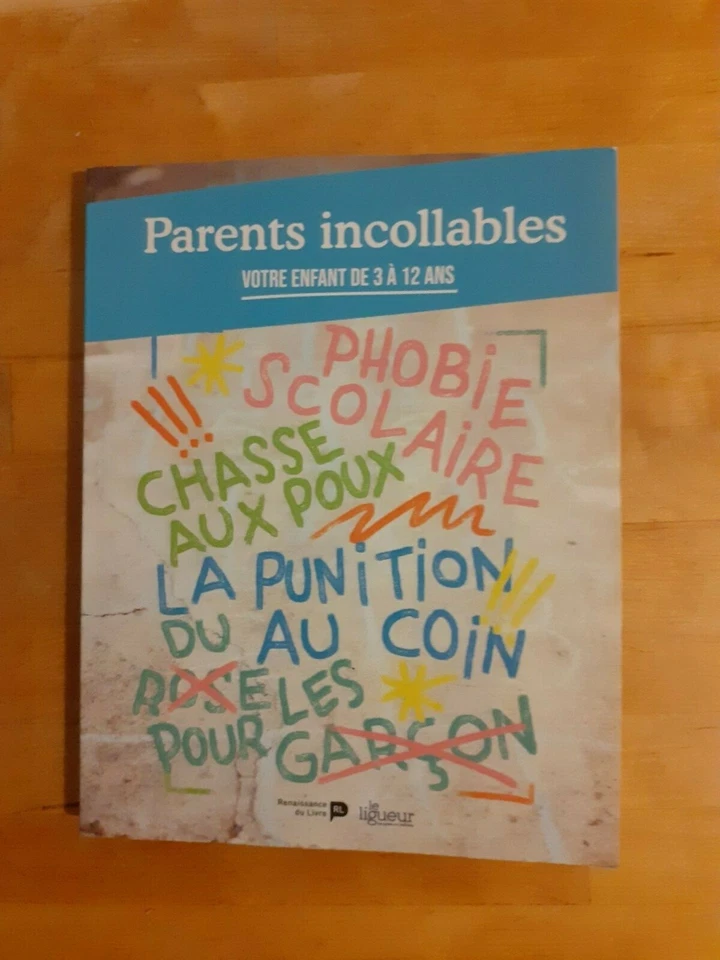 Parents incollables
VOTRE ENFANT DE 3 À 12 ANS
PHOBiE
SCOLAiRE
!!!
CHASSE
AUX POUX
LA PUNiTiON
!!!
AU COiN
DU
ROSE
POUR
LES
GARÇON
Renaissance
du Livre
RL
le
ligueur